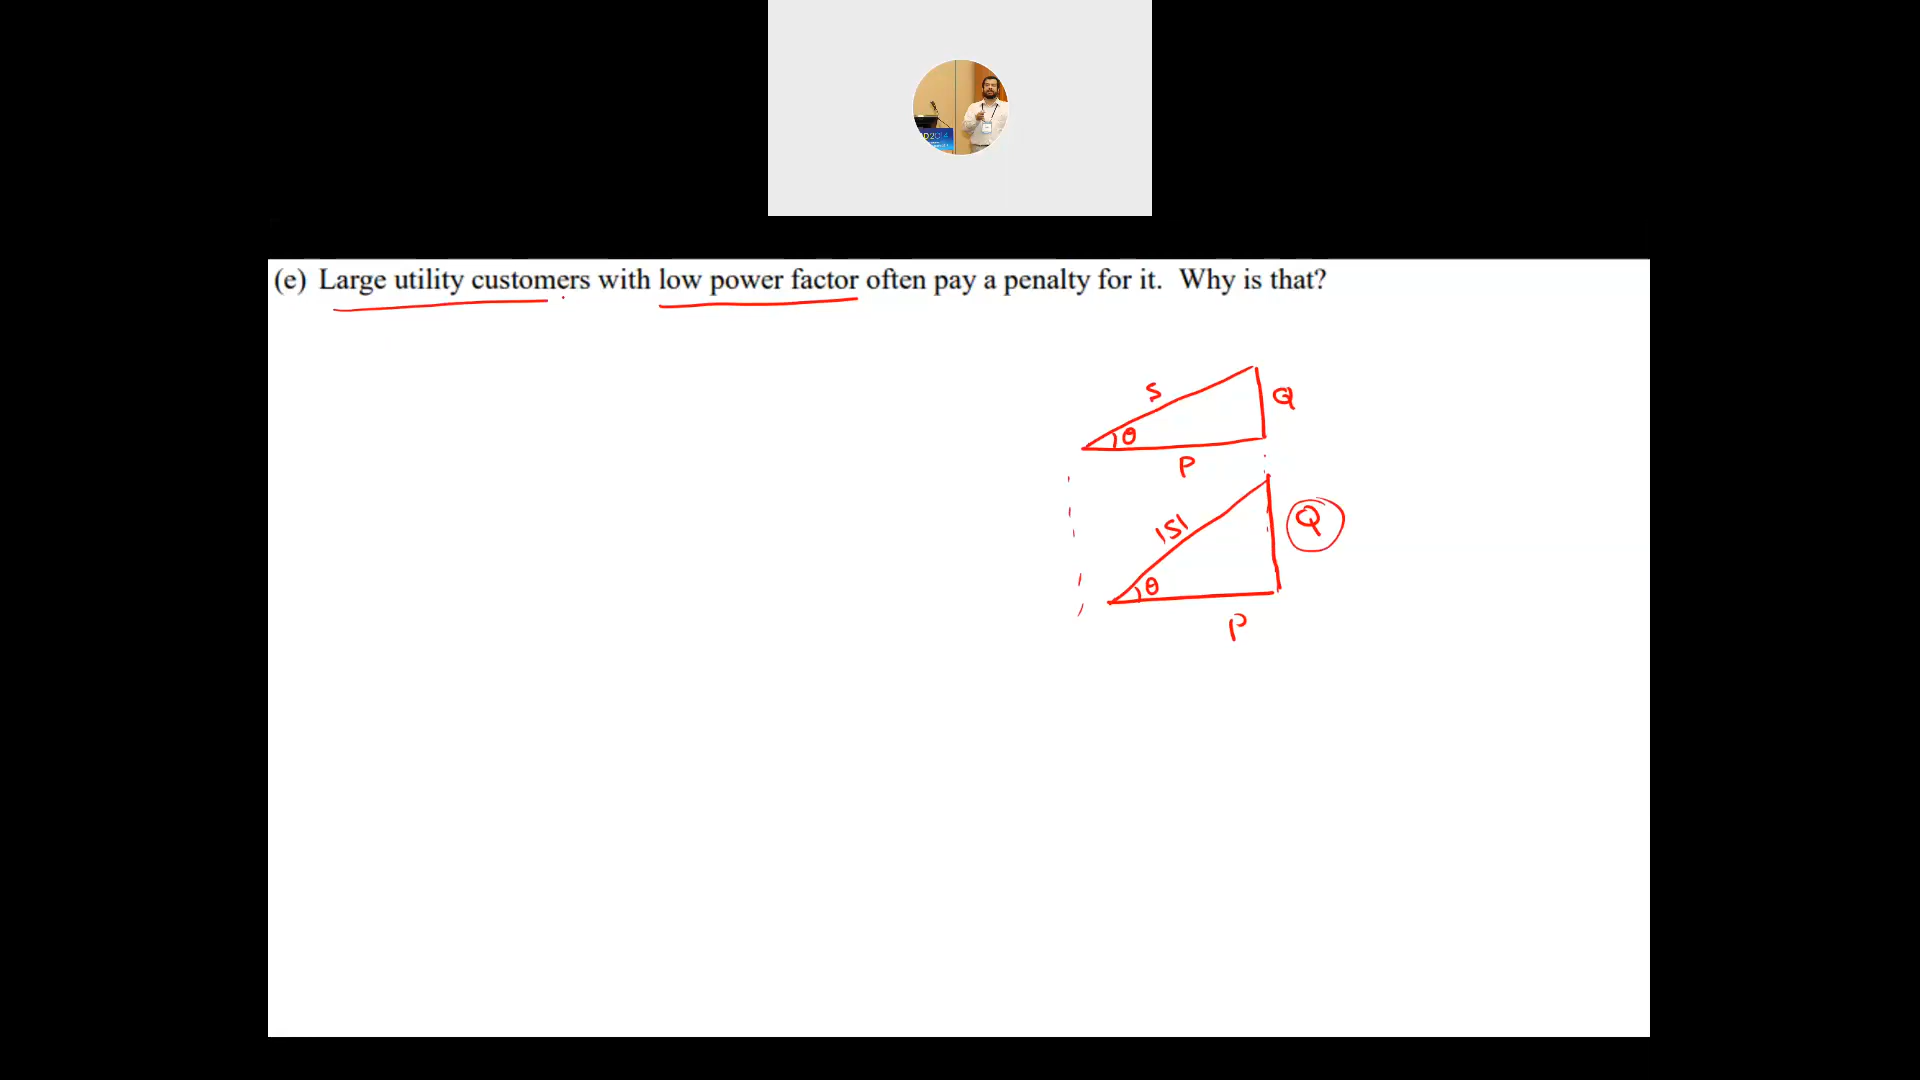 (e) Large utility customers with low power factor often pay a penalty for it. Why is that?
S
Q
θ
P
|S|
Q
θ
P